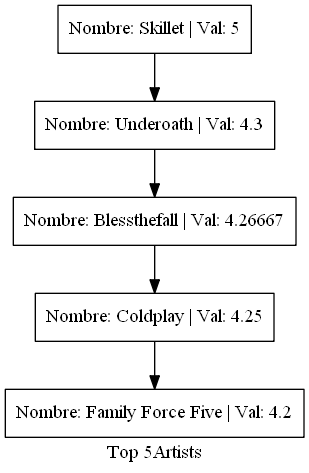 Nombre: Skillet | Val: 5
Nombre: Underoath | Val: 4.3
Nombre: Blessthefall | Val: 4.26667
Nombre: Coldplay | Val: 4.25
Nombre: Family Force Five | Val: 4.2
Top 5Artists